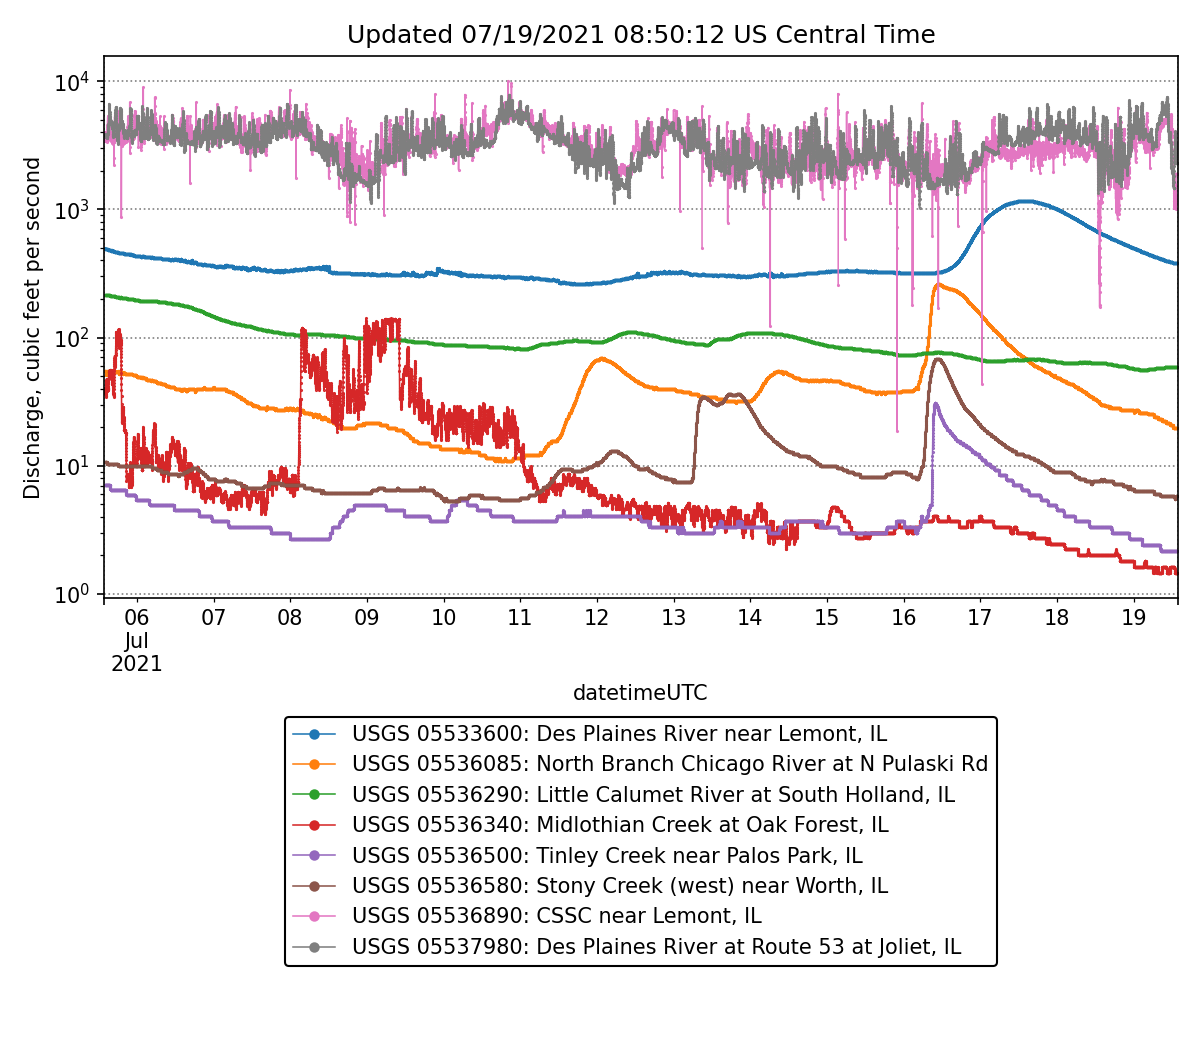 Updated 07/19/2021 08:50:12 US Central Time
Discharge, cubic feet per second
10^4
10^3
10^2
10^1
10^0
06 07 08 09 10 11 12 13 14 15 16 17 18 19
Jul
2021
datetimeUTC
USGS 05533600: Des Plaines River near Lemont, IL
USGS 05536085: North Branch Chicago River at N Pulaski Rd
USGS 05536290: Little Calumet River at South Holland, IL
USGS 05536340: Midlothian Creek at Oak Forest, IL
USGS 05536500: Tinley Creek near Palos Park, IL
USGS 05536580: Stony Creek (west) near Worth, IL
USGS 05536890: CSSC near Lemont, IL
USGS 05537980: Des Plaines River at Route 53 at Joliet, IL